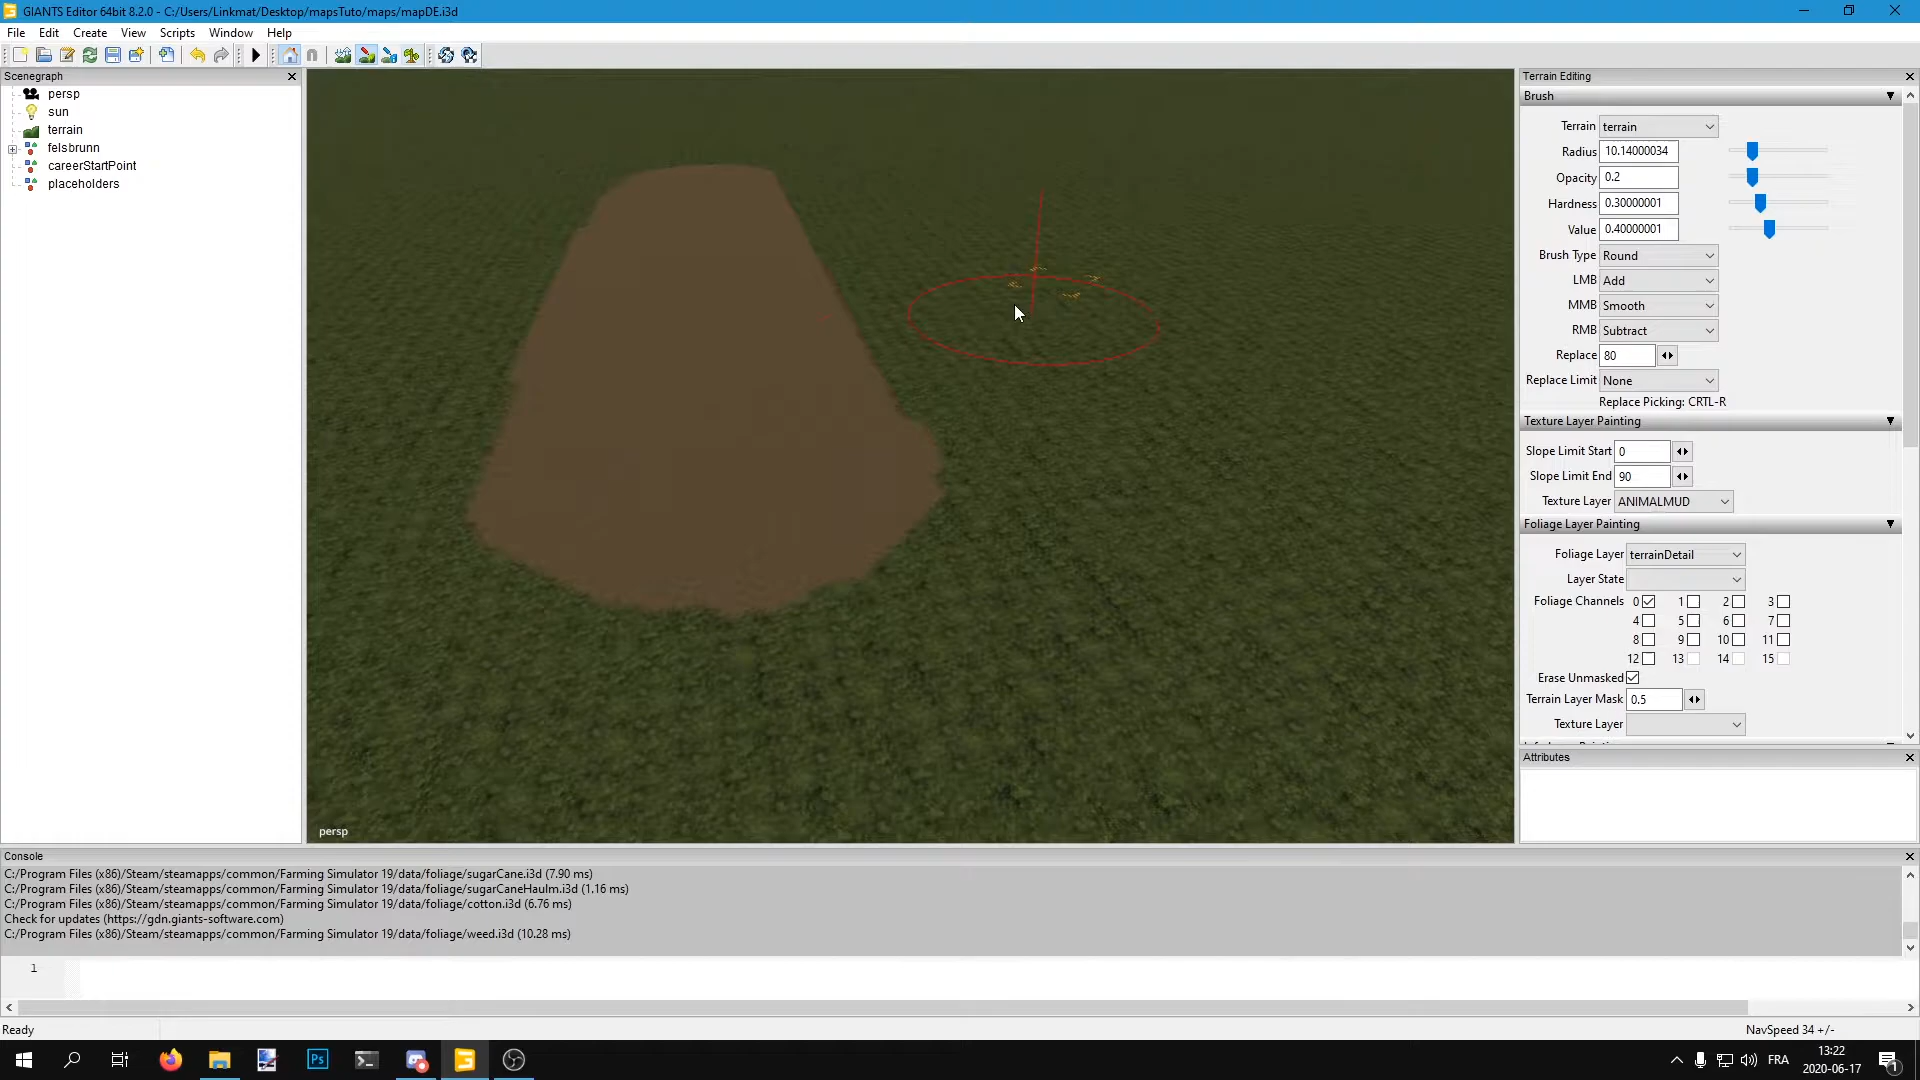 GIANTS Editor 64bit 8.2.0 - C:/Users/Linkmat/Desktop/mapsTuto/maps/mapDE.i3d
File Edit Create View Scripts Window Help
Scenegraph
persp
sun
terrain
felsbrunn
careerStartPoint
placeholders
persp
Terrain Editing
Brush
Terrain terrain
Radius 10.14000034
Opacity 0.2
Hardness 0.30000001
Value 0.40000001
Brush Type Round
LMB Add
MMB Smooth
RMB Subtract
Replace 80
Replace Limit None
Replace Picking: CRTL-R
Texture Layer Painting
Slope Limit Start 0
Slope Limit End 90
Texture Layer ANIMALMUD
Foliage Layer Painting
Foliage Layer terrainDetail
Layer State
Foliage Channels 0 1 2 3
4 5 6 7
8 9 10 11
12 13 14 15
Erase Unmasked
Terrain Layer Mask 0.5
Texture Layer
Attributes
Console
C:/Program Files (x86)/Steam/steamapps/common/Farming Simulator 19/data/foliage/sugarCane.i3d (7.90 ms)
C:/Program Files (x86)/Steam/steamapps/common/Farming Simulator 19/data/foliage/sugarCaneHaulm.i3d (1.16 ms)
C:/Program Files (x86)/Steam/steamapps/common/Farming Simulator 19/data/foliage/cotton.i3d (6.76 ms)
Check for updates (https://gdn.giants-software.com)
C:/Program Files (x86)/Steam/steamapps/common/Farming Simulator 19/data/foliage/weed.i3d (10.28 ms)
1
Ready
NavSpeed 34 +/-
Ps
FRA
13:22
2020-06-17
1